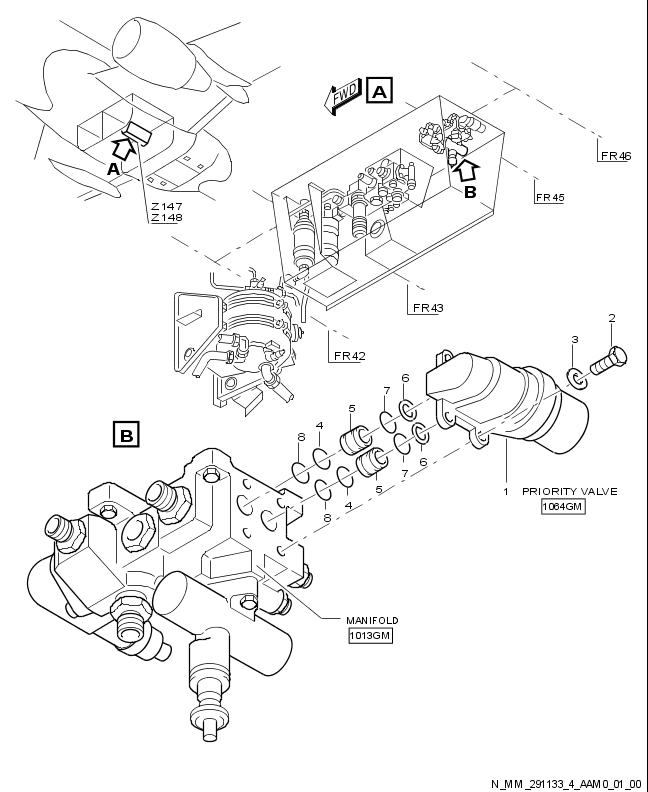 FWD
A
FR46
A
B
Z147
Z148
FR45
FR43
FR42
2
3
6
7
5
4
8
B
6
7
5
4
8
1 PRIORITY VALVE
1064GM
MANIFOLD
1013GM
N_MM_291133_4_AAM0_01_00